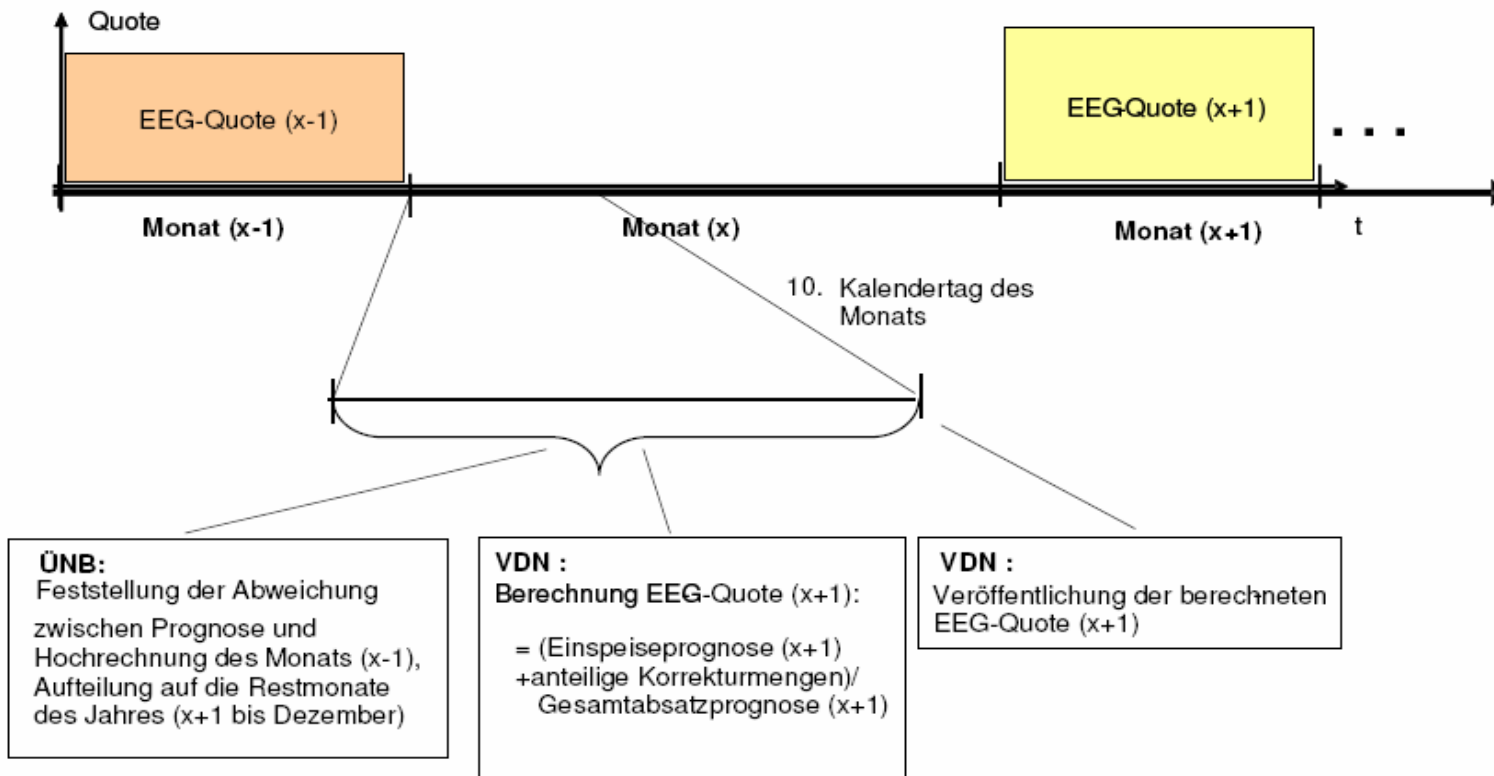 Quote
EEG-Quote (x-1)
EEG-Quote (x+1)
. . .
Monat (x-1)
Monat (x)
Monat (x+1)
t
10. Kalendertag des
Monats
ÜNB:
Feststellung der Abweichung
zwischen Prognose und
Hochrechnung des Monats (x-1),
Aufteilung auf die Restmonate
des Jahres (x+1 bis Dezember)
VDN :
Berechnung EEG-Quote (x+1):
= (Einspeiseprognose (x+1)
+anteilige Korrekturmengen)/
Gesamtabsatzprognose (x+1)
VDN :
Veröffentlichung der berechneten
EEG-Quote (x+1)